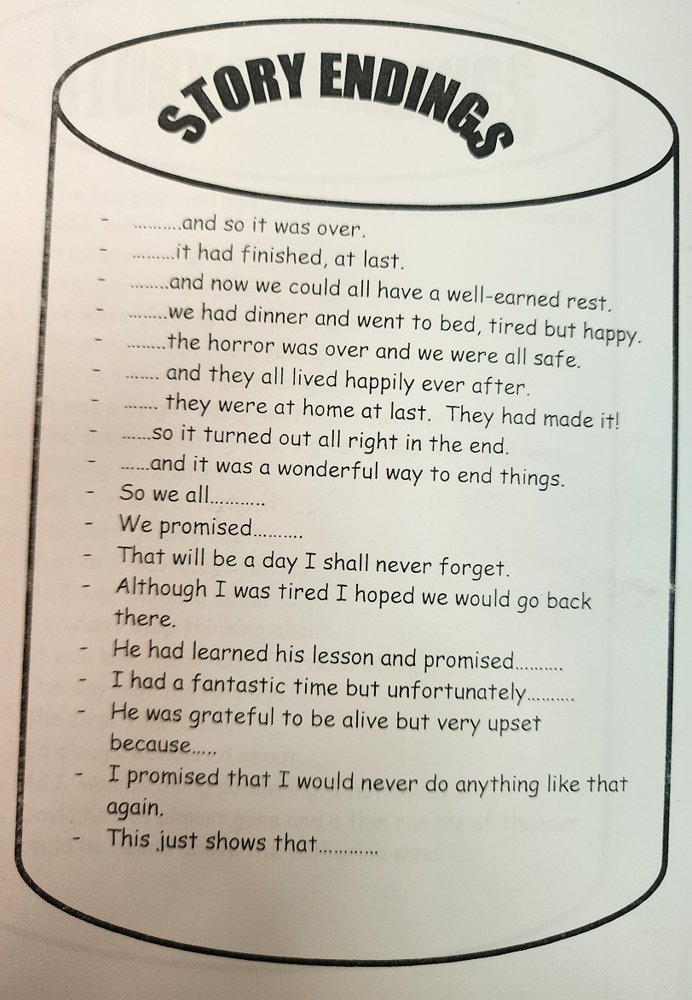 STORY ENDINGS
- ..........and so it was over.
- .........it had finished, at last.
- ........and now we could all have a well-earned rest.
- ........we had dinner and went to bed, tired but happy.
- ........the horror was over and we were all safe.
- ....... and they all lived happily ever after.
- ....... they were at home at last. They had made it!
- ......so it turned out all right in the end.
- ......and it was a wonderful way to end things.
- So we all...........
- We promised..........
- That will be a day I shall never forget.
- Although I was tired I hoped we would go back
there.
- He had learned his lesson and promised..........
- I had a fantastic time but unfortunately..........
- He was grateful to be alive but very upset
because.....
- I promised that I would never do anything like that
again.
- This just shows that............